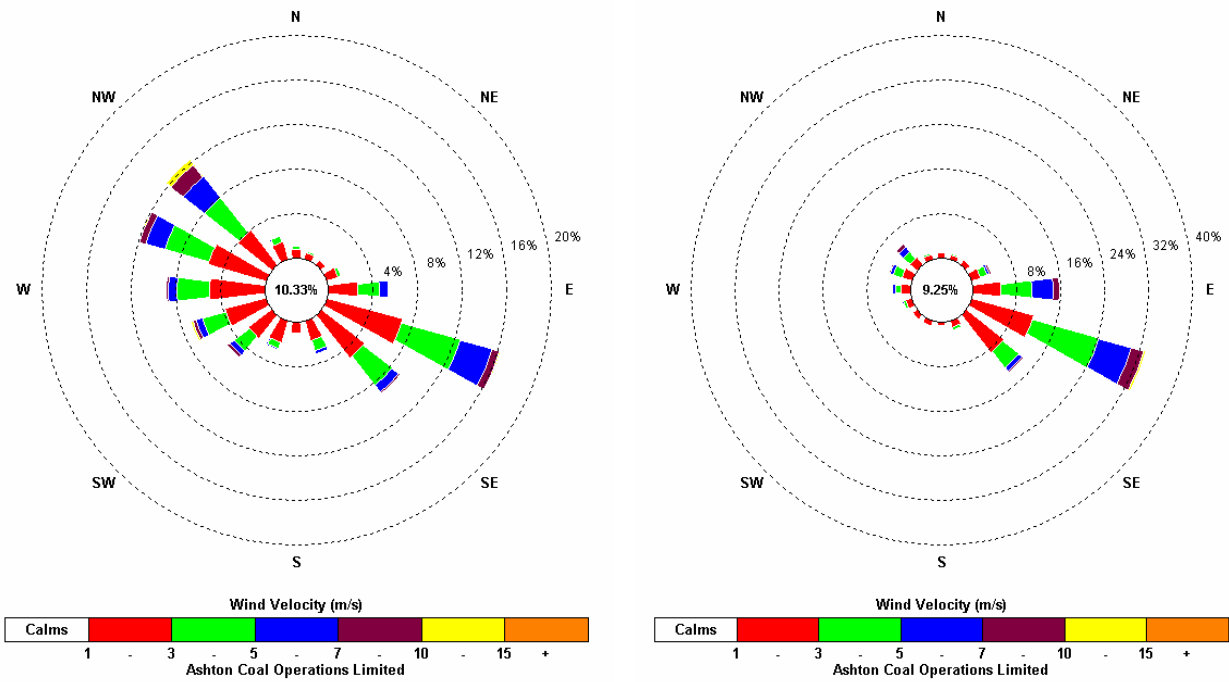 N
NW
NE
20%
16%
12%
8%
4%
W
10.33%
E
SW
SE
S
Wind Velocity (m/s)
Calms
1 - 3 - 5 - 7 - 10 - 15 +
Ashton Coal Operations Limited
N
NW
NE
40%
32%
24%
16%
8%
W
9.25%
E
SW
SE
S
Wind Velocity (m/s)
Calms
1 - 3 - 5 - 7 - 10 - 15 +
Ashton Coal Operations Limited